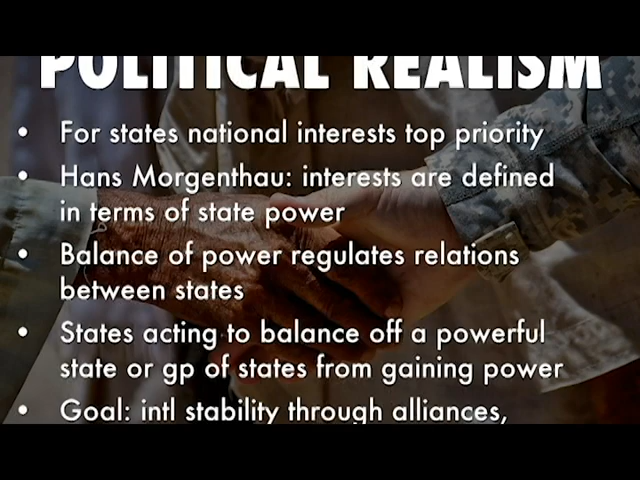 POLITICAL REALISM
• For states national interests top priority
• Hans Morgenthau: interests are defined
in terms of state power
• Balance of power regulates relations
between states
• States acting to balance off a powerful
state or gp of states from gaining power
• Goal: intl stability through alliances,